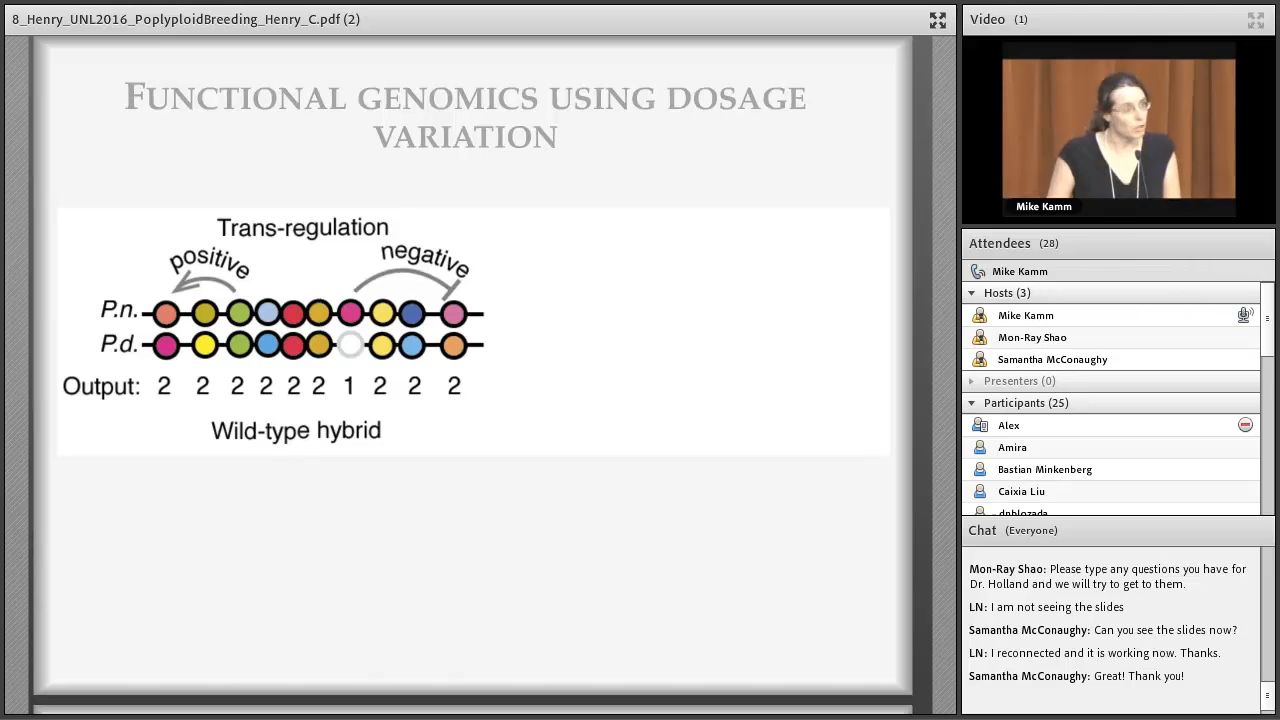 8_Henry_UNL2016_PoplyploidBreeding_Henry_C.pdf (2)
FUNCTIONAL GENOMICS USING DOSAGE
VARIATION
Trans-regulation
positive
negative
P.n.
P.d.
Output: 2 2 2 2 2 2 1 2 2 2
Wild-type hybrid
Video (1)
Mike Kamm
Attendees (28)
Mike Kamm
Hosts (3)
Mike Kamm
Mon-Ray Shao
Samantha McConaughy
Presenters (0)
Participants (25)
Alex
Amira
Bastian Minkenberg
Caixia Liu
dnblozada
Chat (Everyone)
Mon-Ray Shao: Please type any questions you have for
Dr. Holland and we will try to get to them.
LN: I am not seeing the slides
Samantha McConaughy: Can you see the slides now?
LN: I reconnected and it is working now. Thanks.
Samantha McConaughy: Great! Thank you!